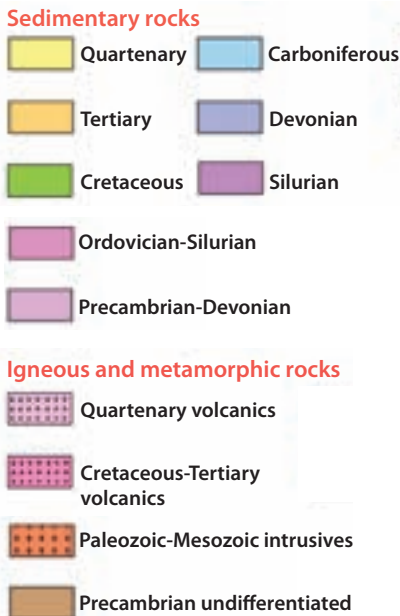 Sedimentary rocks
Quartenary
Carboniferous
Tertiary
Devonian
Cretaceous
Silurian
Ordovician-Silurian
Precambrian-Devonian
Igneous and metamorphic rocks
Quartenary volcanics
Cretaceous-Tertiary
volcanics
Paleozoic-Mesozoic intrusives
Precambrian undifferentiated